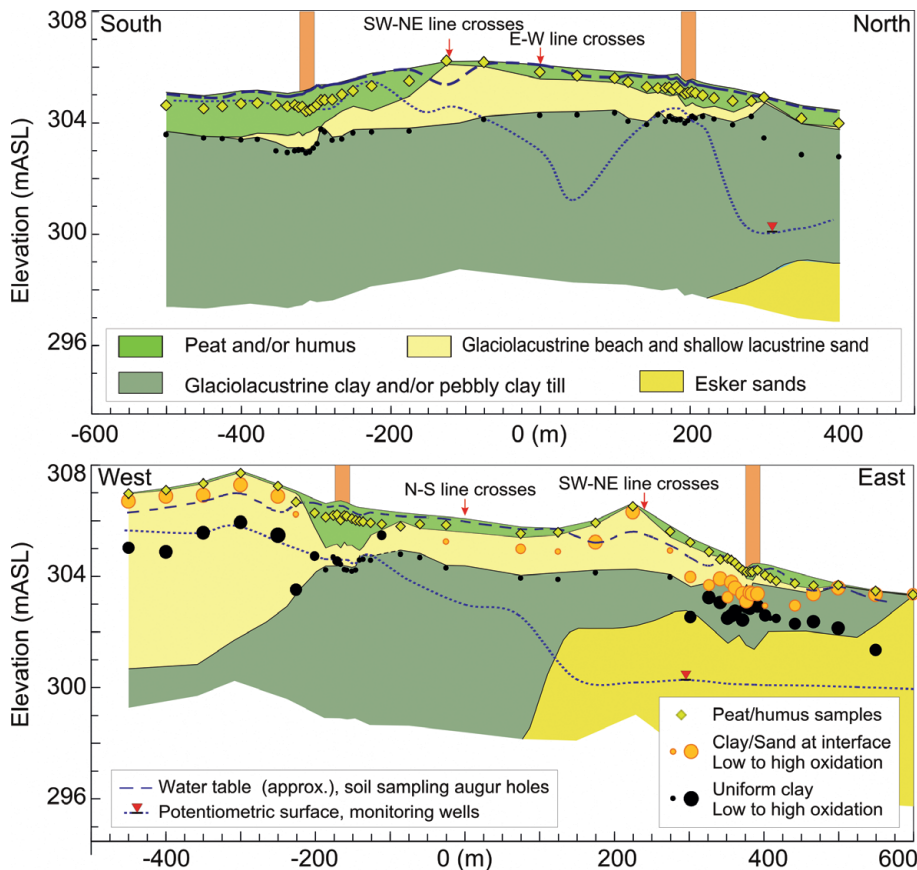 308
South
SW-NE line crosses
North
E-W line crosses
304
300
296
Elevation (mASL)
Peat and/or humus
Glaciolacustrine beach and shallow lacustrine sand
Glaciolacustrine clay and/or pebbly clay till
Esker sands
-600
-400
-200
0 (m)
200
400
600
308
West
East
N-S line crosses
SW-NE line crosses
304
300
296
Elevation (mASL)
Peat/humus samples
Clay/Sand at interface
Low to high oxidation
Uniform clay
Low to high oxidation
Water table (approx.), soil sampling augur holes
Potentiometric surface, monitoring wells
-400
-200
0 (m)
200
400
600